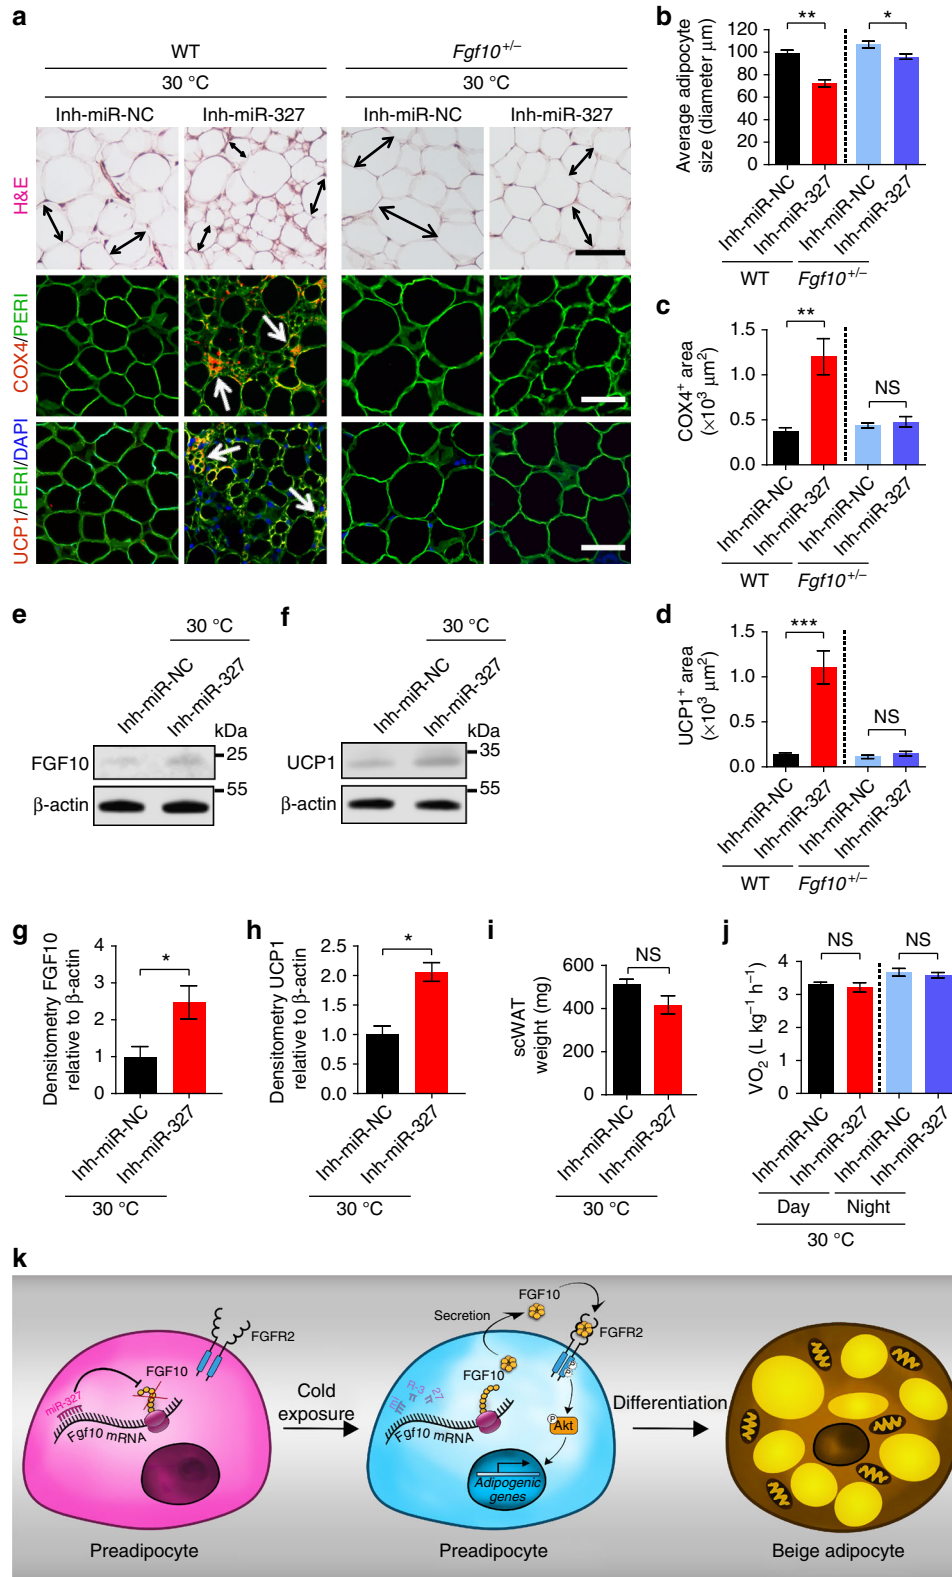 a
WT
Fgf10+/–
30 °C
30 °C
Inh-miR-NC
Inh-miR-327
Inh-miR-NC
Inh-miR-327
H&E
COX4/PERI
UCP1/PERI/DAPI
b
Average adipocyte
size (diameter μm)
120
100
80
60
40
20
0
**
*
Inh-miR-NC
Inh-miR-327
Inh-miR-NC
Inh-miR-327
WT
Fgf10+/–
c
COX4+ area
(×10³ μm²)
1.5
1.0
0.5
0.0
**
NS
Inh-miR-NC
Inh-miR-327
Inh-miR-NC
Inh-miR-327
WT
Fgf10+/–
d
UCP1+ area
(×10³ μm²)
1.5
1.0
0.5
0.0
***
NS
Inh-miR-NC
Inh-miR-327
Inh-miR-NC
Inh-miR-327
WT
Fgf10+/–
e
30 °C
Inh-miR-NC
Inh-miR-327
kDa
FGF10
25
β-actin
55
f
30 °C
Inh-miR-NC
Inh-miR-327
kDa
UCP1
35
β-actin
55
g
Densitometry FGF10
relative to β-actin
4
3
2
1
0
*
Inh-miR-NC
Inh-miR-327
30 °C
h
Densitometry UCP1
relative to β-actin
2.5
2.0
1.5
1.0
0.5
0.0
*
Inh-miR-NC
Inh-miR-327
30 °C
i
scWAT
weight (mg)
600
400
200
0
NS
Inh-miR-NC
Inh-miR-327
30 °C
j
VO₂ (L kg⁻¹ h⁻¹)
4
3
2
1
0
NS
NS
Inh-miR-NC
Inh-miR-327
Inh-miR-NC
Inh-miR-327
Day
Night
30 °C
k
FGFR2
FGF10
miR-327
Fgf10 mRNA
Preadipocyte
Cold
exposure
FGF10
Secretion
FGFR2
FGF10
mi
R-3
27
Fgf10 mRNA
P
P
P
Akt
Adipogenic
genes
Preadipocyte
Differentiation
Beige adipocyte